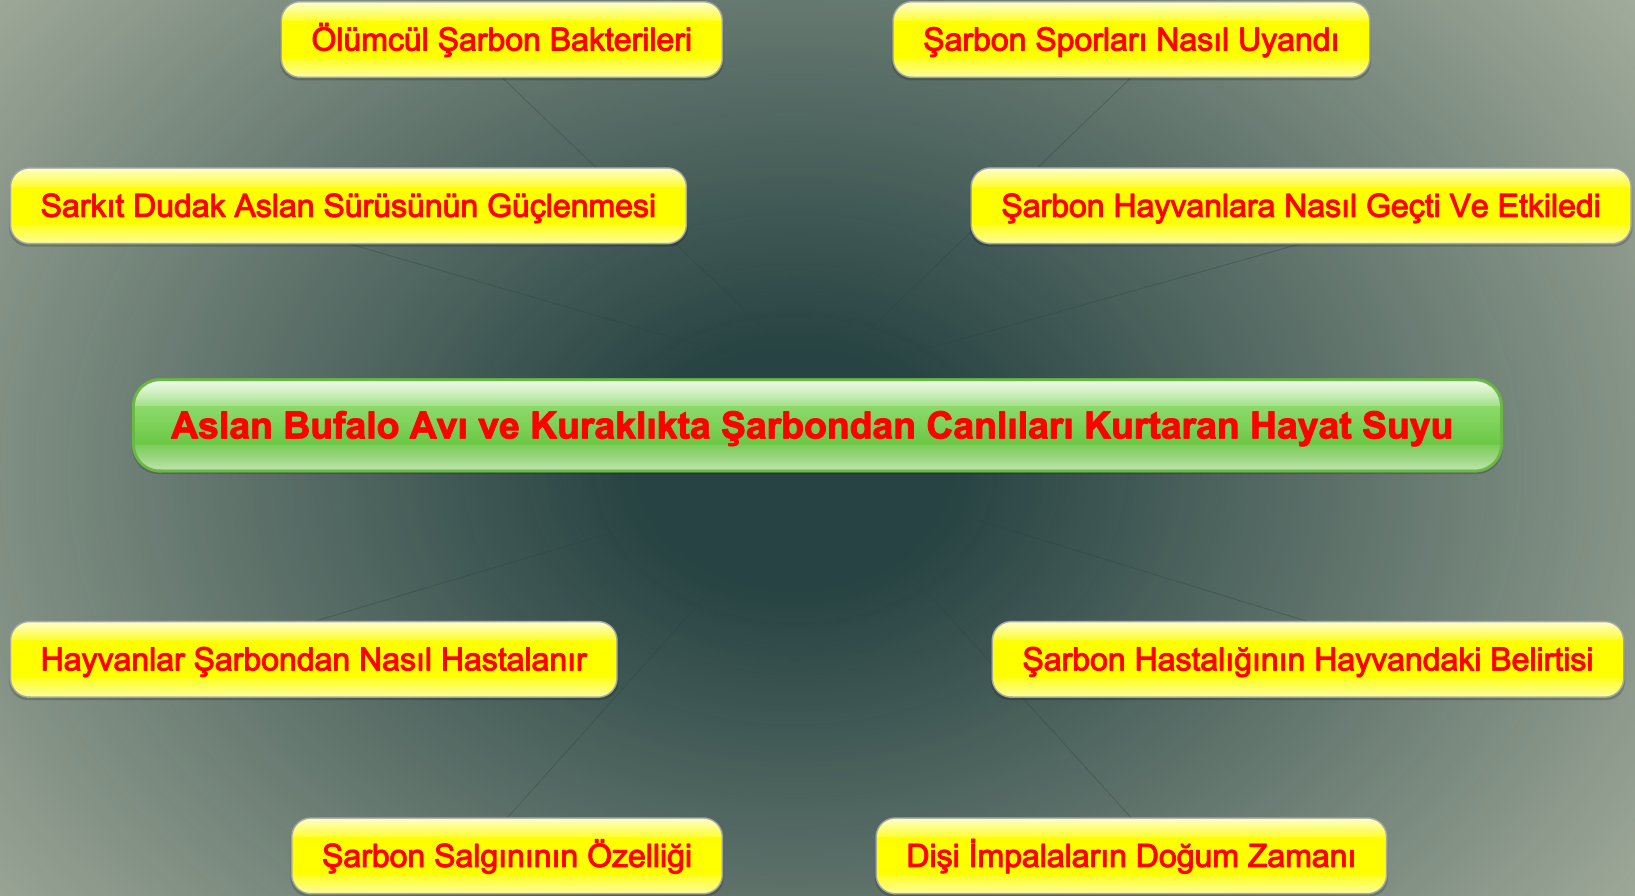 Ölümcül Şarbon Bakterileri
Şarbon Sporları Nasıl Uyandı
Sarkıt Dudak Aslan Sürüsünün Güçlenmesi
Şarbon Hayvanlara Nasıl Geçti Ve Etkiledi
Aslan Bufalo Avı ve Kuraklıkta Şarbondan Canlıları Kurtaran Hayat Suyu
Hayvanlar Şarbondan Nasıl Hastalanır
Şarbon Hastalığının Hayvandaki Belirtisi
Şarbon Salgınının Özelliği
Dişi İmpalaların Doğum Zamanı